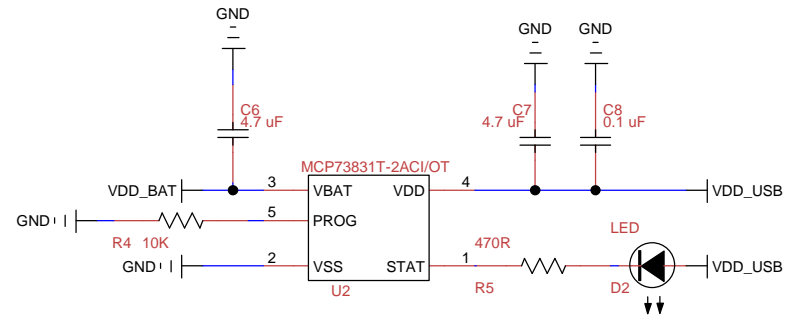 GND
GND
GND
C6
4.7 uF
C7
4.7 uF
C8
0.1 uF
MCP73831T-2ACI/OT
VDD_BAT
3
VBAT
VDD
4
VDD_USB
GND
5
PROG
R4 10K
470R
LED
GND
2
VSS
STAT
1
VDD_USB
U2
R5
D2